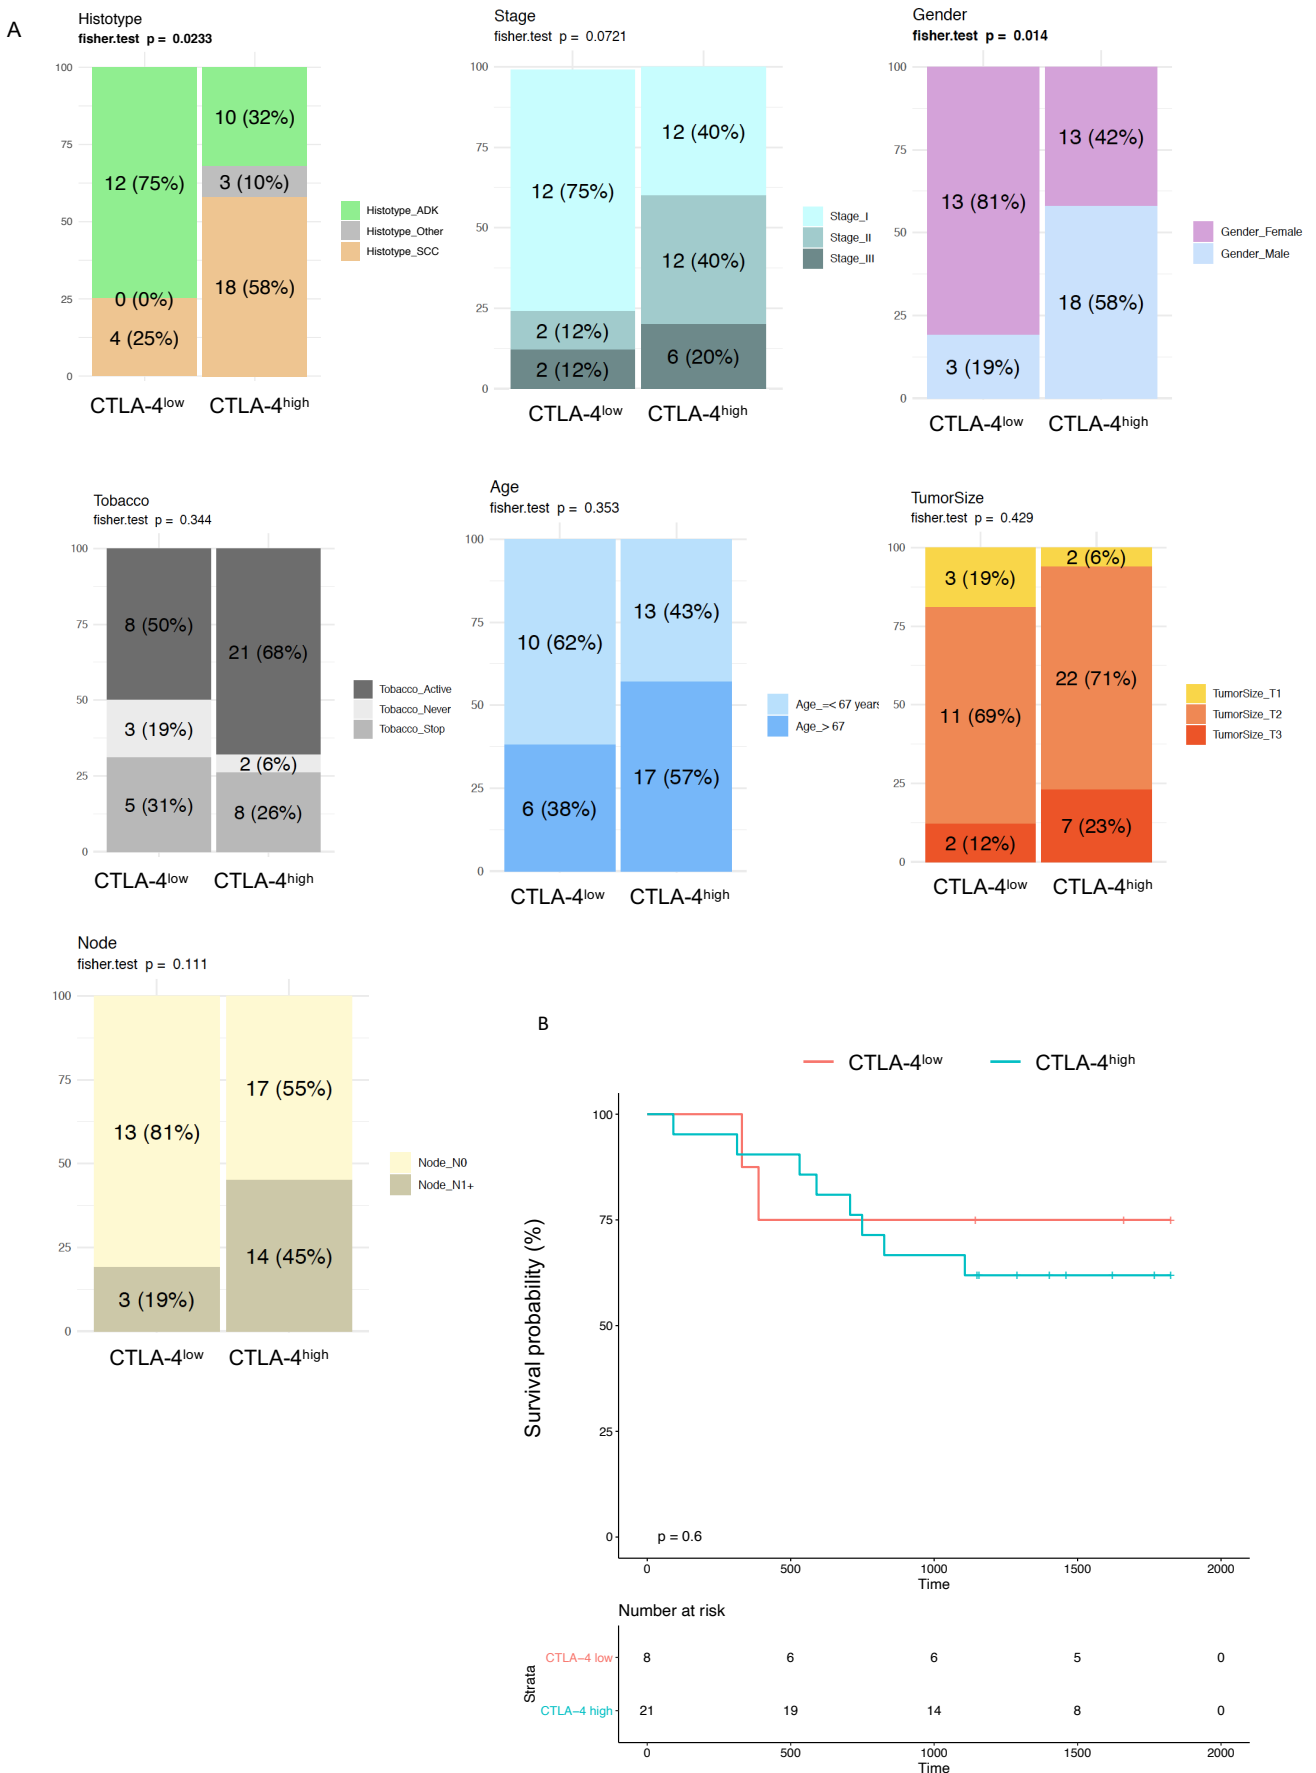 A
Histotype
fisher.test p = 0.0233
100
75
50
25
0
10 (32%)
12 (75%)
3 (10%)
18 (58%)
0 (0%)
4 (25%)
Histotype_ADK
Histotype_Other
Histotype_SCC
CTLA-4low
CTLA-4high
Stage
fisher.test p = 0.0721
100
75
50
25
0
12 (40%)
12 (75%)
12 (40%)
2 (12%)
6 (20%)
2 (12%)
Stage_I
Stage_II
Stage_III
CTLA-4low
CTLA-4high
Gender
fisher.test p = 0.014
100
75
50
25
0
13 (42%)
13 (81%)
18 (58%)
3 (19%)
Gender_Female
Gender_Male
CTLA-4low
CTLA-4high
Tobacco
fisher.test p = 0.344
100
75
50
25
0
8 (50%)
21 (68%)
3 (19%)
2 (6%)
5 (31%)
8 (26%)
Tobacco_Active
Tobacco_Never
Tobacco_Stop
CTLA-4low
CTLA-4high
Age
fisher.test p = 0.353
100
75
50
25
0
13 (43%)
10 (62%)
17 (57%)
6 (38%)
Age_=< 67 years
Age_> 67
CTLA-4low
CTLA-4high
TumorSize
fisher.test p = 0.429
100
75
50
25
0
2 (6%)
3 (19%)
22 (71%)
11 (69%)
7 (23%)
2 (12%)
TumorSize_T1
TumorSize_T2
TumorSize_T3
CTLA-4low
CTLA-4high
Node
fisher.test p = 0.111
100
75
50
25
0
17 (55%)
13 (81%)
14 (45%)
3 (19%)
Node_N0
Node_N1+
CTLA-4low
CTLA-4high
B
CTLA-4low
CTLA-4high
Survival probability (%)
100
75
50
25
0
p = 0.6
0 500 1000 1500 2000
Time
Number at risk
Strata
CTLA-4 low 8 6 6 5 0
CTLA-4 high 21 19 14 8 0
0 500 1000 1500 2000
Time